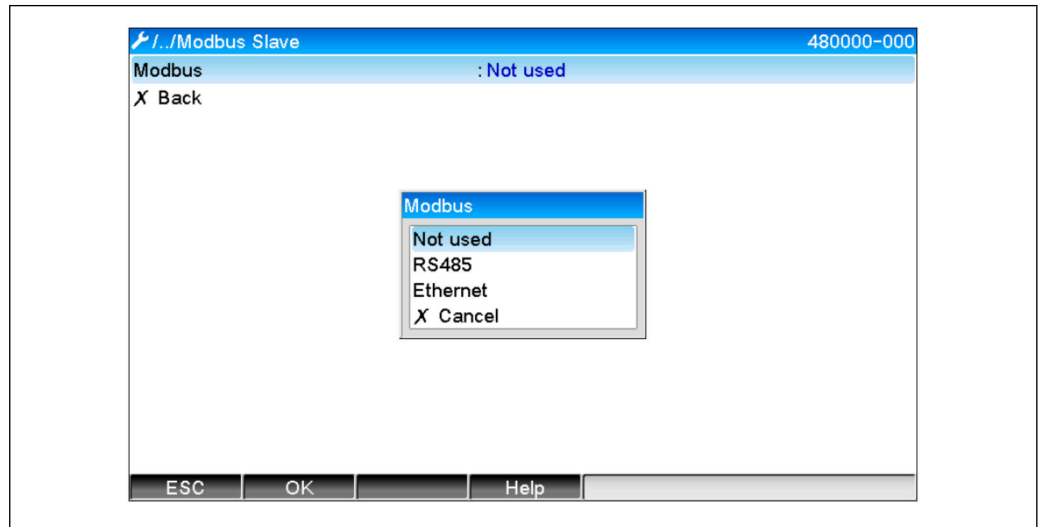 /../Modbus Slave 480000-000
Modbus : Not used
X Back
Modbus
Not used
RS485
Ethernet
X Cancel
ESC OK Help